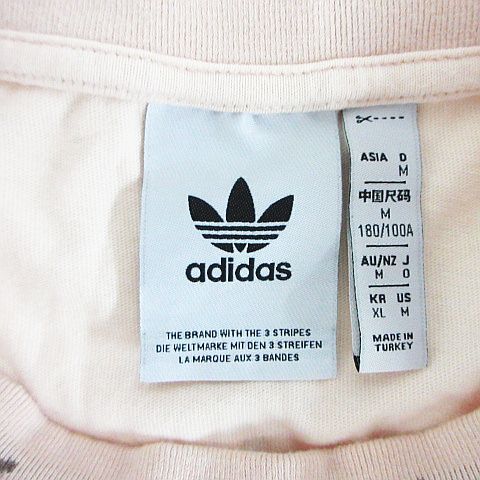 adidas
THE BRAND WITH THE 3 STRIPES
DIE WELTMARKE MIT DEN 3 STREIFEN
LA MARQUE AUX 3 BANDES
ASIA D
M M
中国尺码
M
180/100A
AU/NZ J
M O
KR US
XL M
MADE IN
TURKEY